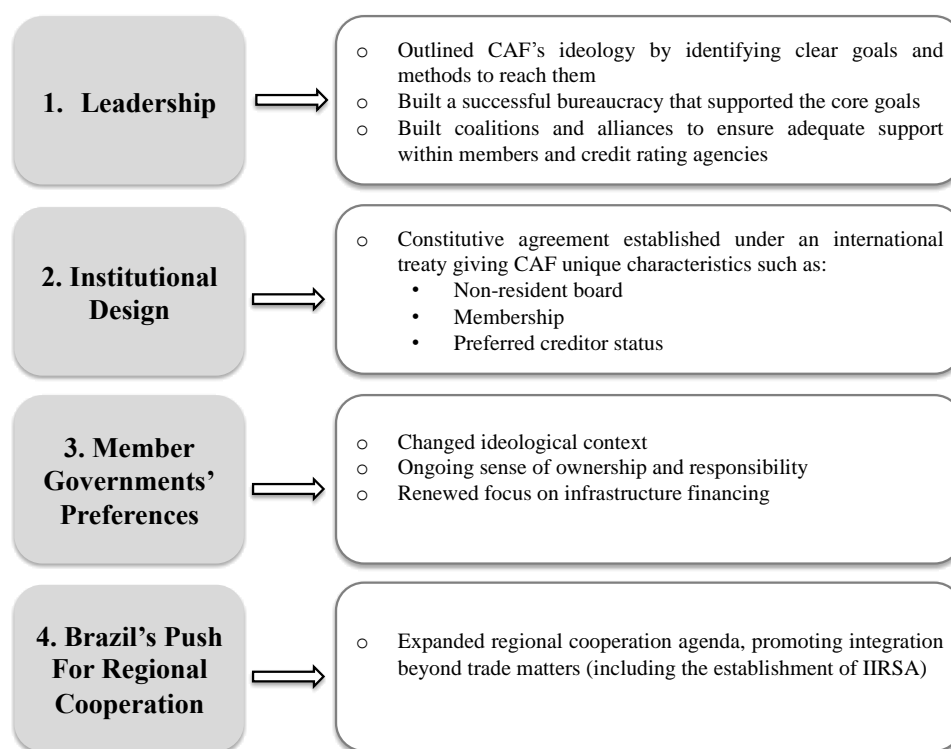 1. Leadership
o Outlined CAF's ideology by identifying clear goals and
methods to reach them
o Built a successful bureaucracy that supported the core goals
o Built coalitions and alliances to ensure adequate support
within members and credit rating agencies
2. Institutional
Design
o Constitutive agreement established under an international
treaty giving CAF unique characteristics such as:
• Non-resident board
• Membership
• Preferred creditor status
3. Member
Governments'
Preferences
o Changed ideological context
o Ongoing sense of ownership and responsibility
o Renewed focus on infrastructure financing
4. Brazil's Push
For Regional
Cooperation
o Expanded regional cooperation agenda, promoting integration
beyond trade matters (including the establishment of IIRSA)